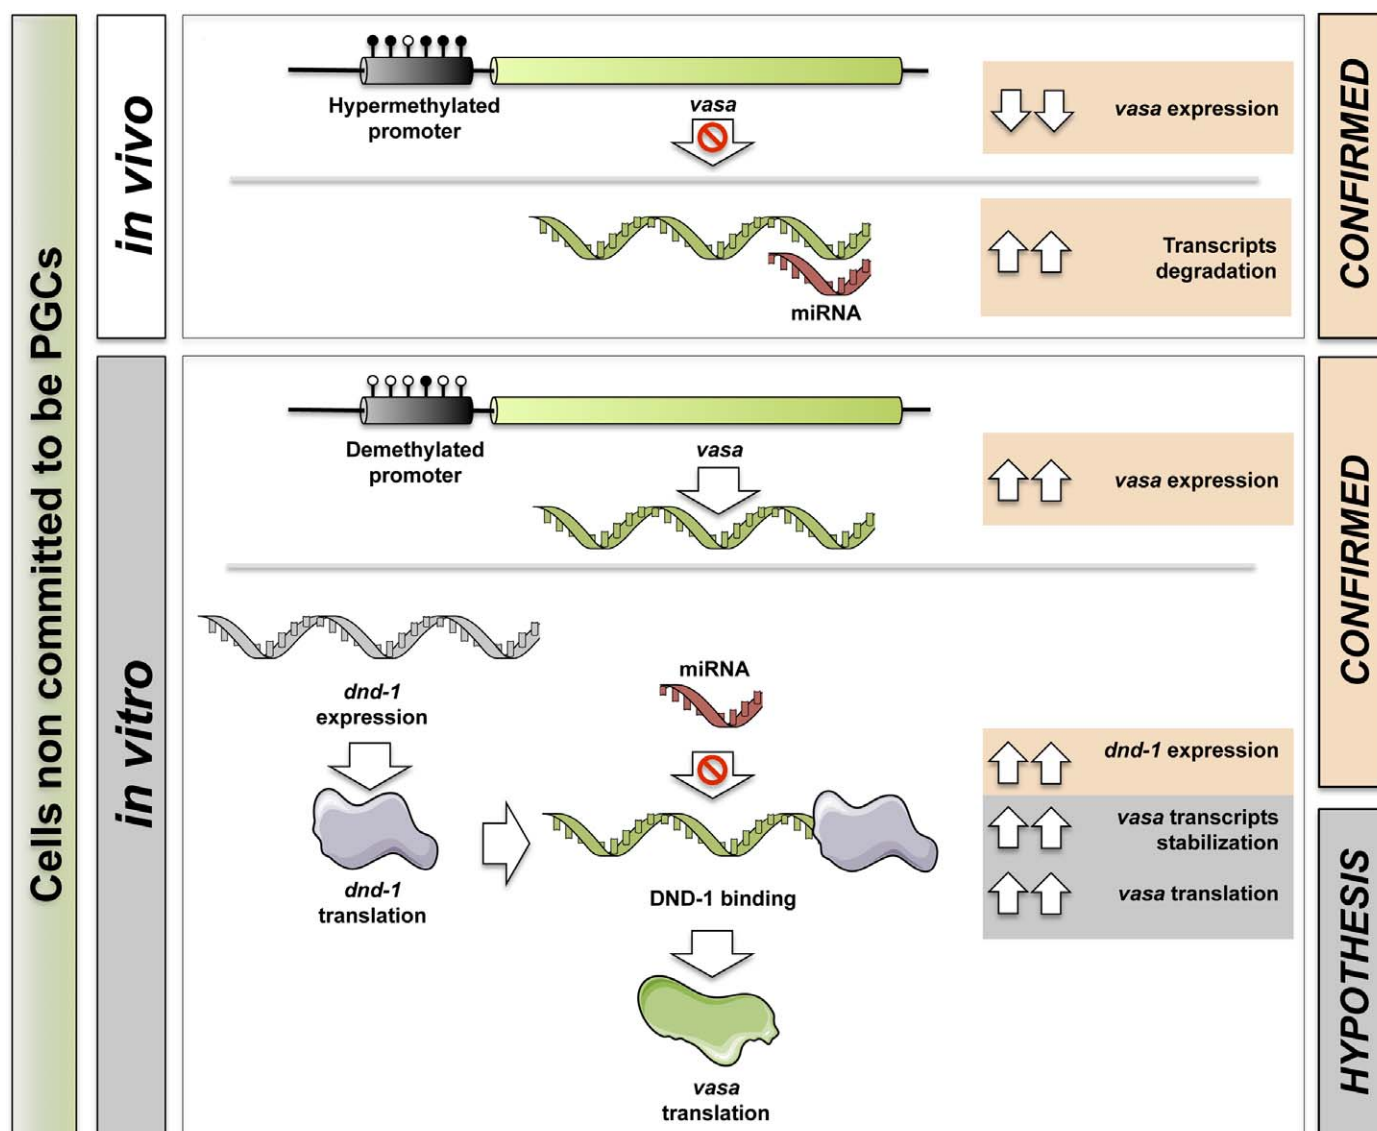 Cells non committed to be PGCs
in vivo
Hypermethylated
promoter
vasa
vasa expression
miRNA
Transcripts
degradation
CONFIRMED
in vitro
Demethylated
promoter
vasa
vasa expression
dnd-1
expression
dnd-1
translation
miRNA
DND-1 binding
vasa
translation
dnd-1 expression
vasa transcripts
stabilization
vasa translation
CONFIRMED
HYPOTHESIS